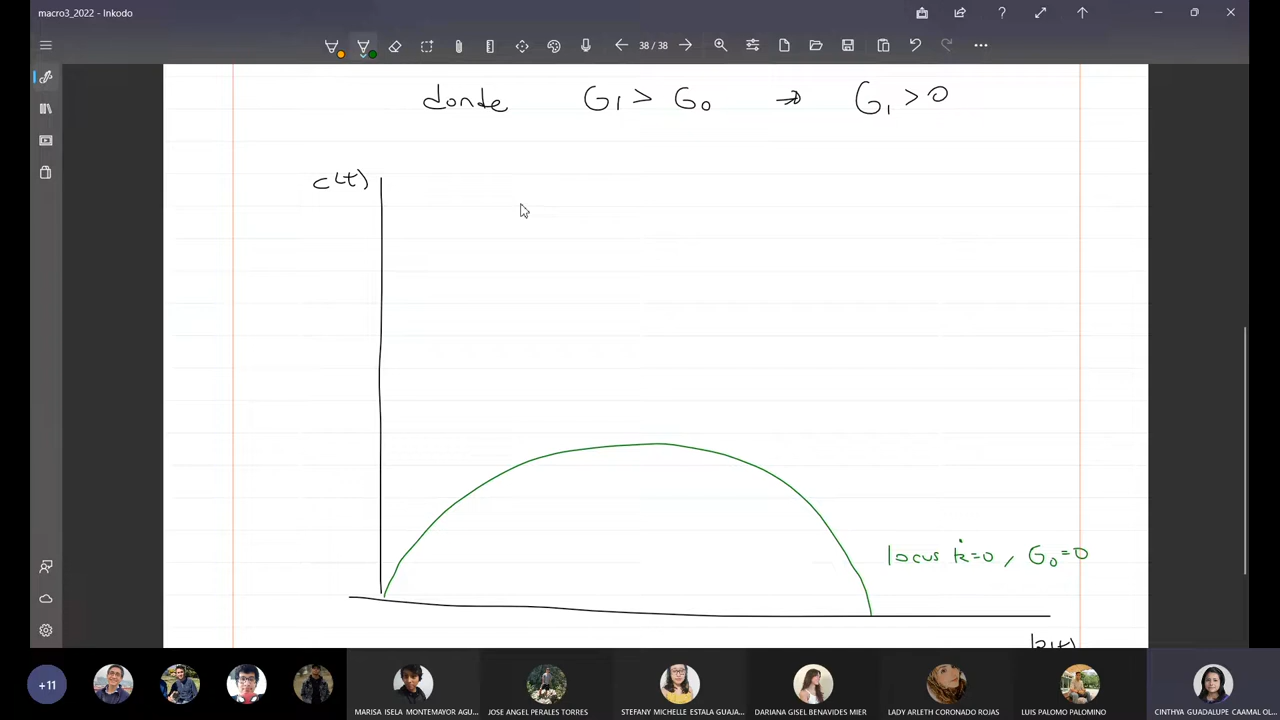 macro3_2022 - Inkodo
38 / 38
donde G1 > G0 → G1 > 0
c(t)
locus k̇=0, G0=0
k(t)
+11
MARISA ISELA MONTEMAYOR AGU...
JOSE ANGEL PERALES TORRES
STEFANY MICHELLE ESTALA GUAJA...
DARIANA GISEL BENAVIDES MIER
LADY ARLETH CORONADO ROJAS
LUIS PALOMO PALOMINO
CINTHYA GUADALUPE CAAMAL OL...